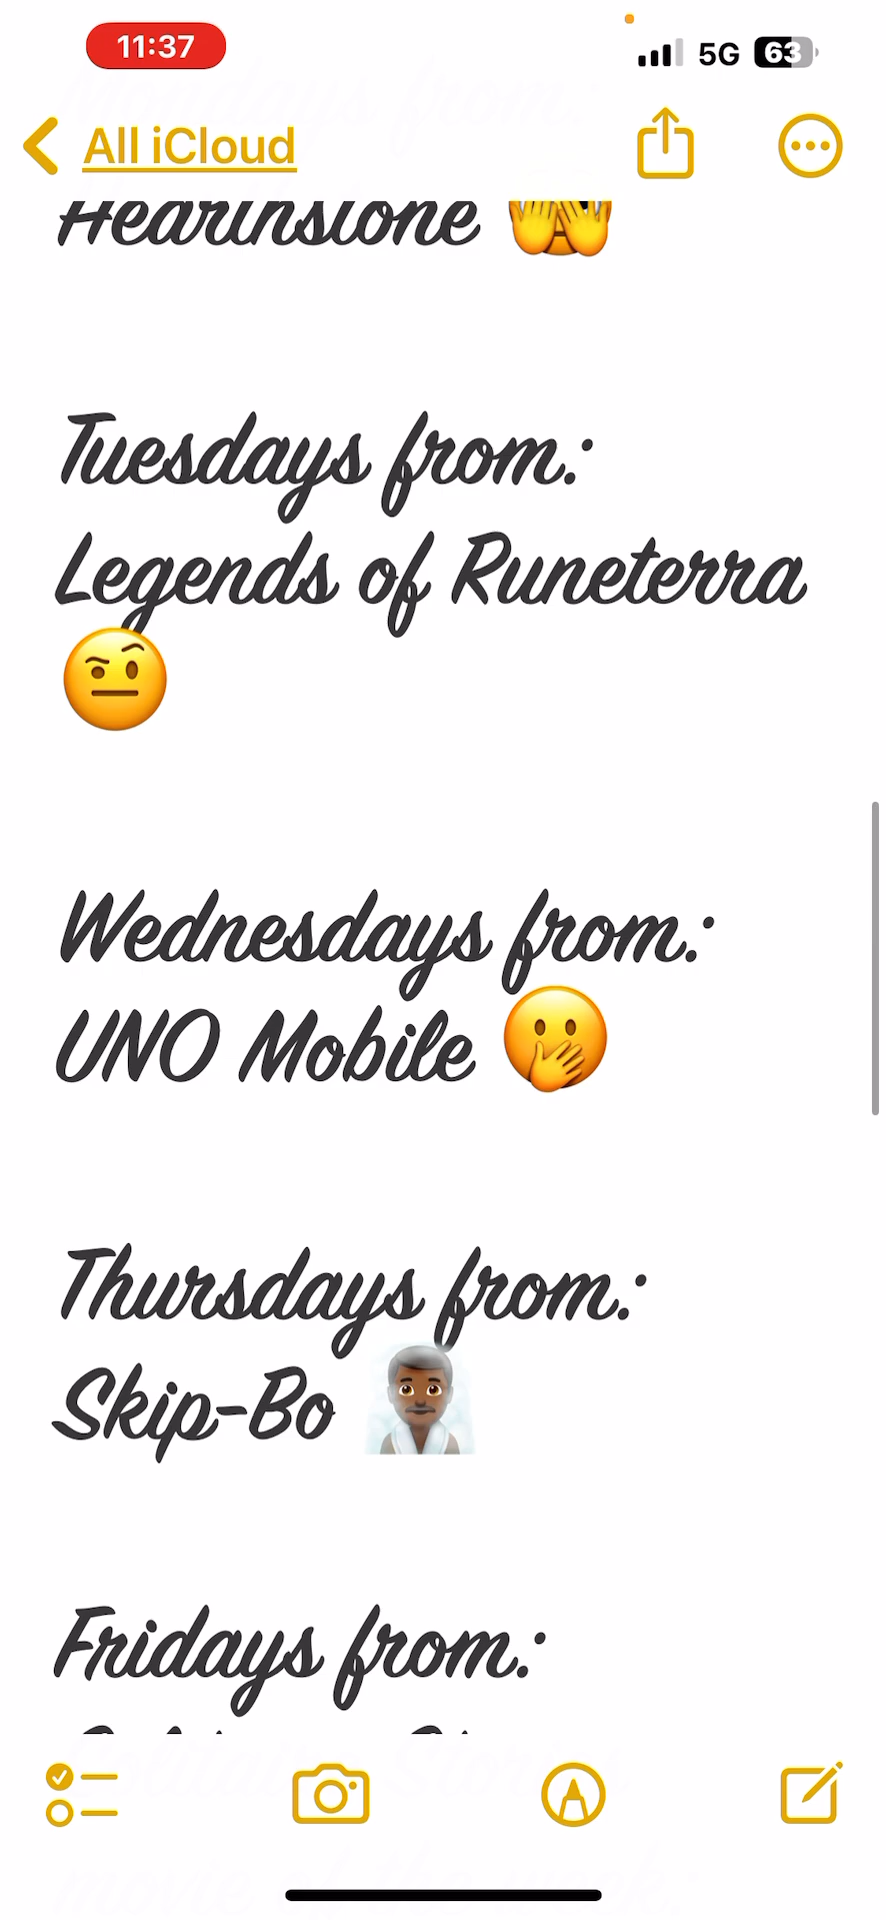 11:37
5G 63
All iCloud
Hearthstone 🫣
Tuesdays from:
Legends of Runeterra
🤨
Wednesdays from:
UNO Mobile 🫢
Thursdays from:
Skip-Bo 🧖🏾‍♂️
Fridays from: